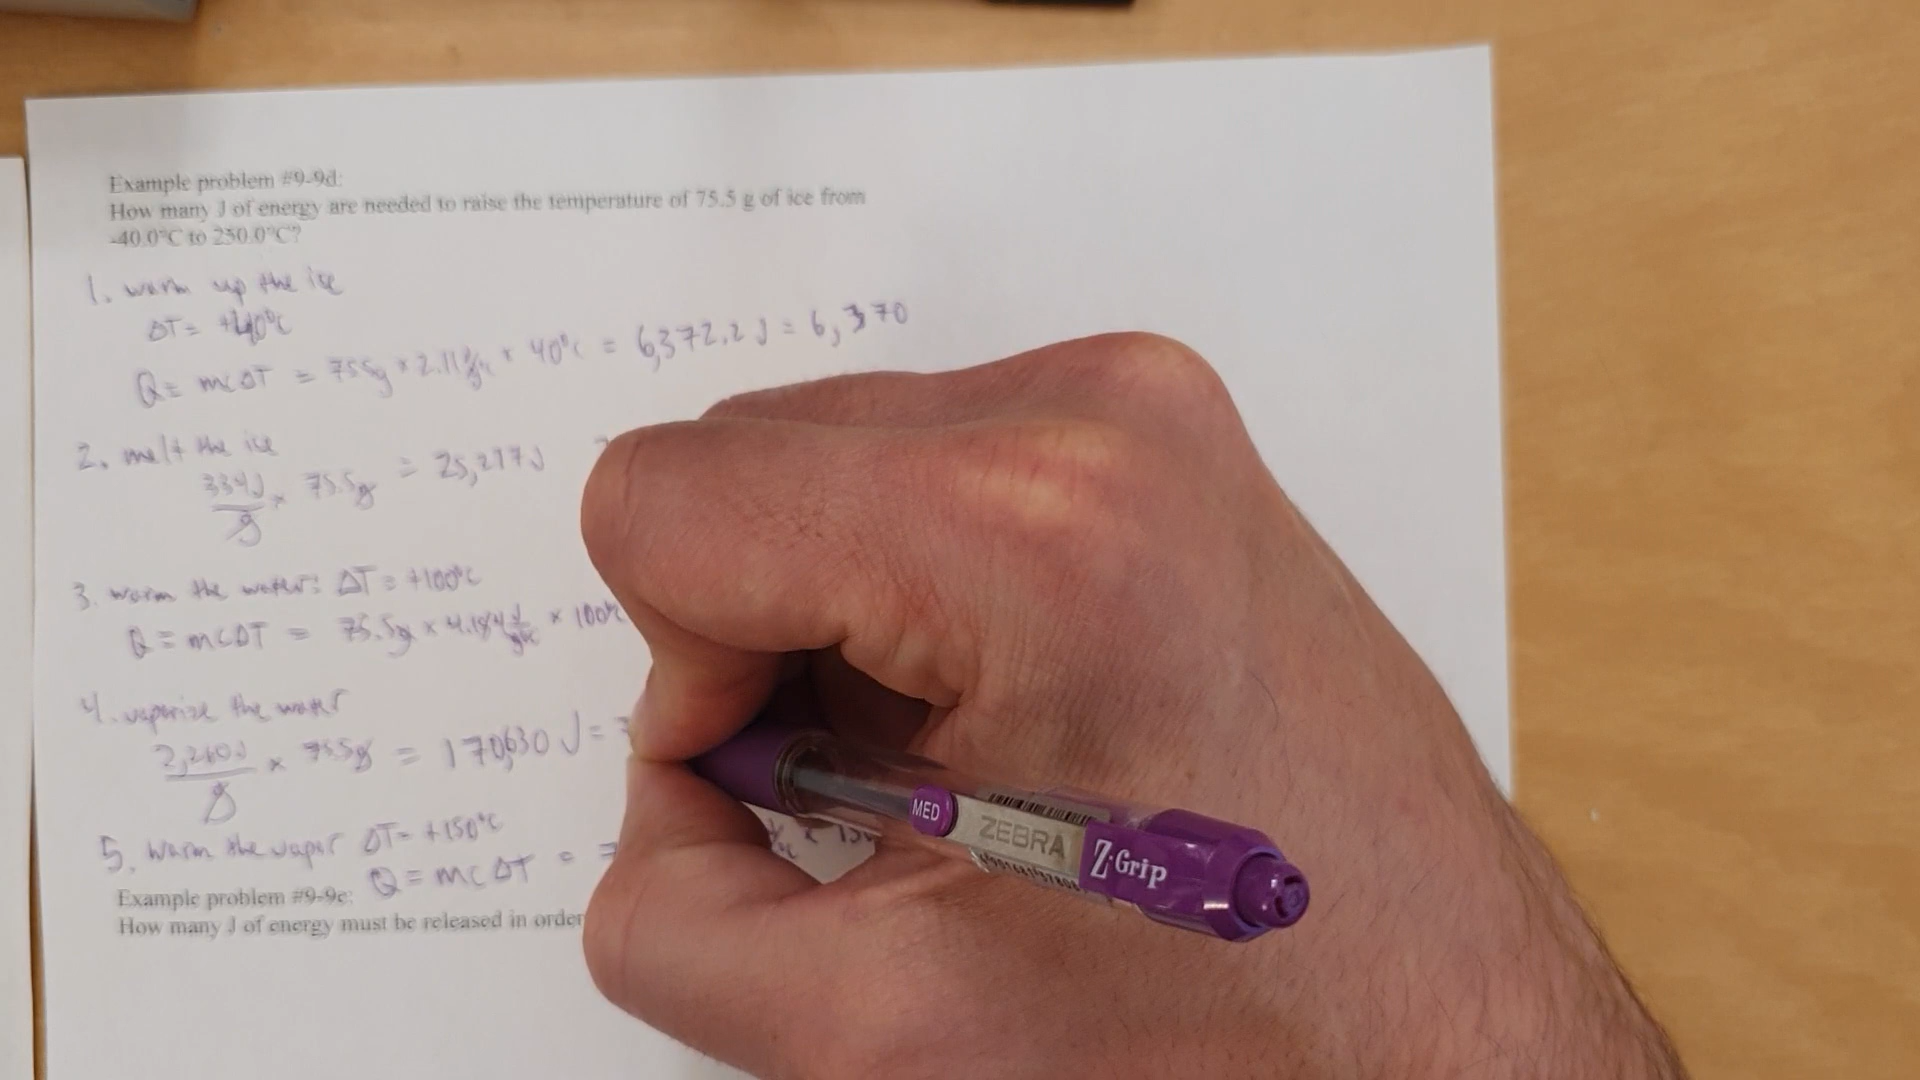 Example problem #9-9d:
How many J of energy are needed to raise the temperature of 75.5 g of ice from
-40.0°C to 250.0°C?
1. warm up the ice
ΔT= +40°C
Q= mcΔT = 75.5g × 2.11 J/g°C × 40°C = 6,372.2 J = 6,370
2. melt the ice
334J/g × 75.5g = 25,217J
3. warm the water: ΔT = +100°C
Q = mcΔT = 75.5g × 4.184 J/g°C × 100°C
4. vaporize the water
2,260J/g × 75.5g = 170,630 J =
5. warm the vapor ΔT= +150°C
Q = mcΔT =
Example problem #9-9e:
How many J of energy must be released in order
MED
ZEBRA
Z-Grip